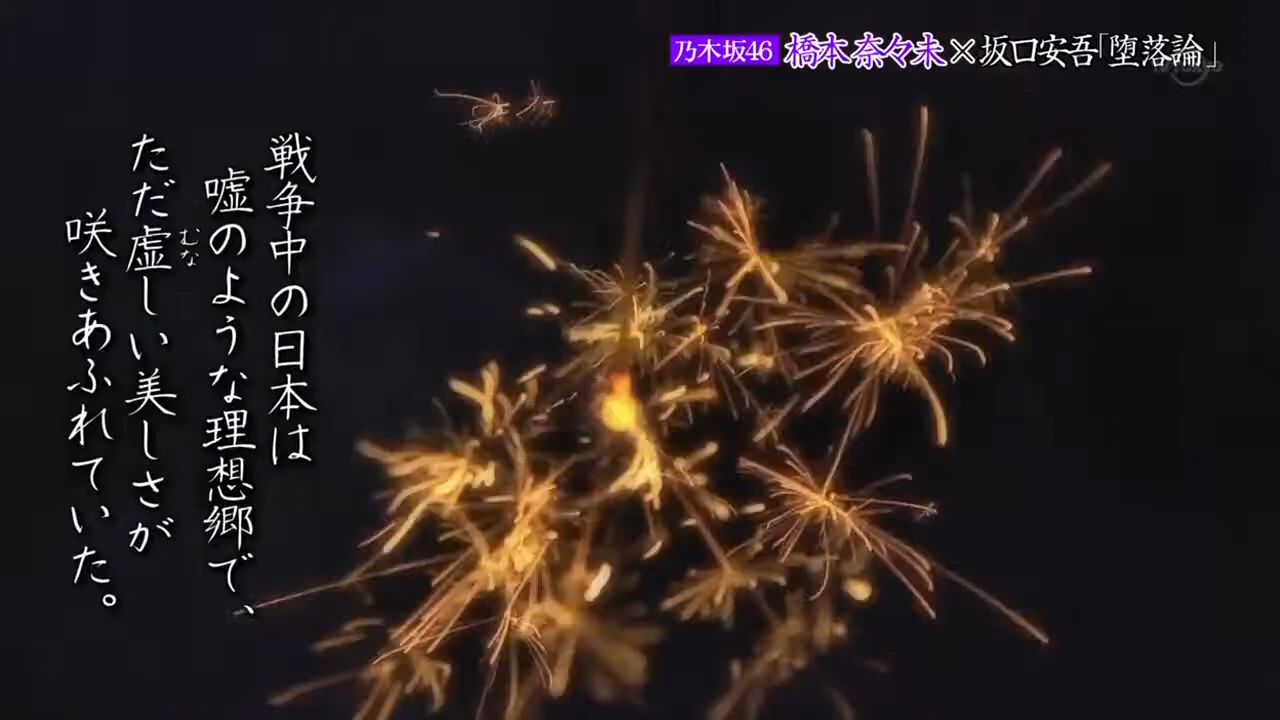 乃木坂46 橋本奈々未×坂口安吾「堕落論」
戦争中の日本は
嘘のような理想郷で、
ただ虚しい美しさが
むな
咲きあふれていた。